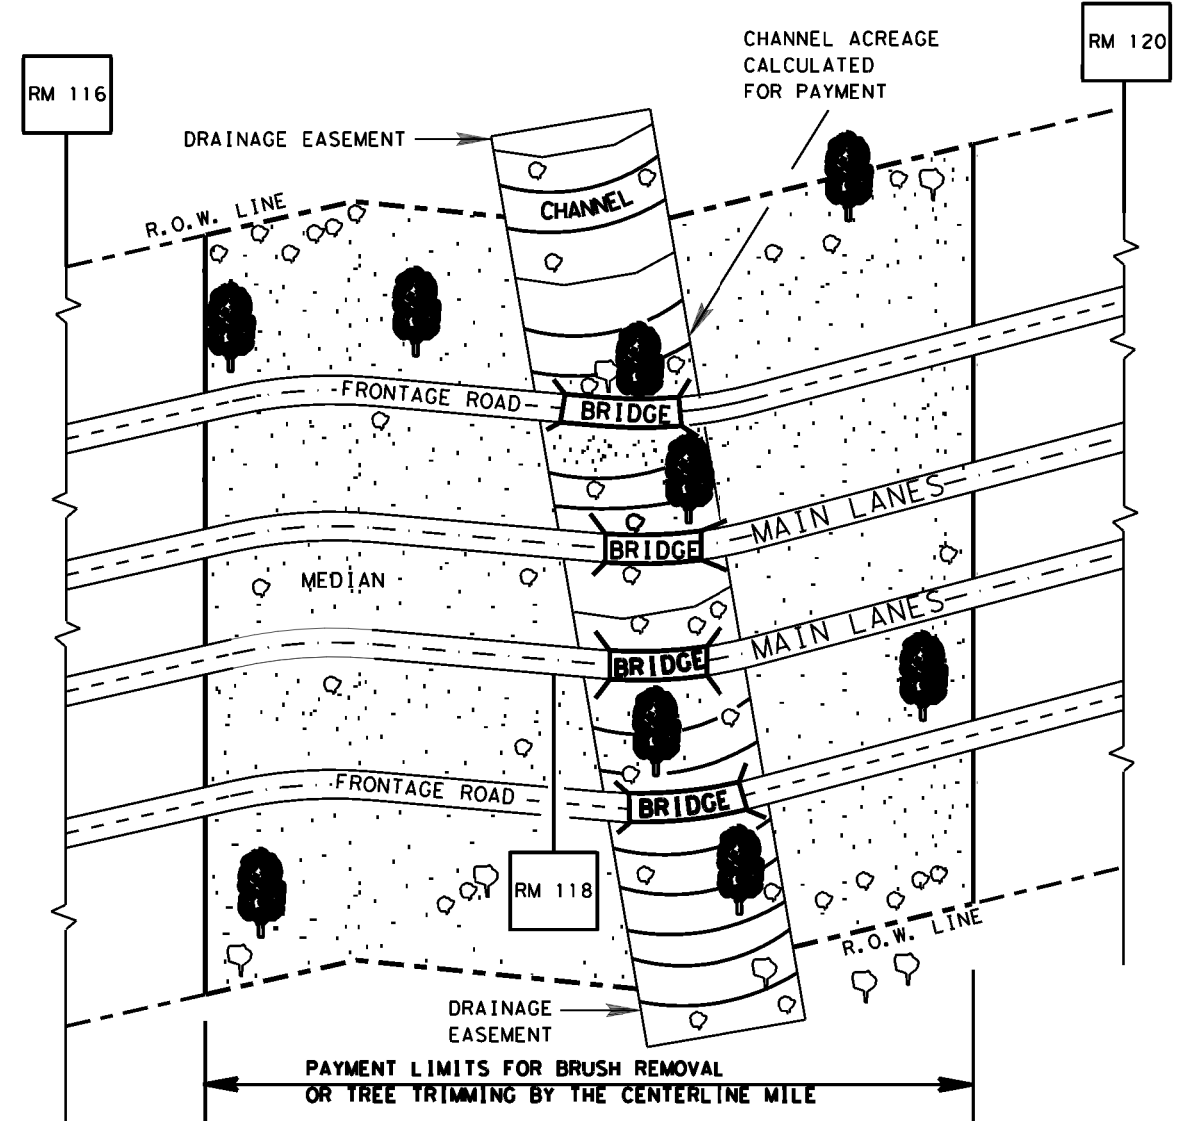 RM 120
CHANNEL ACREAGE
CALCULATED
FOR PAYMENT
RM 116
DRAINAGE EASEMENT
R.O.W. LINE
CHANNEL
FRONTAGE ROAD
BRIDGE
MAIN LANES
BRIDGE
MEDIAN
MAIN LANES
BRIDGE
FRONTAGE ROAD
BRIDGE
RM 118
R.O.W. LINE
DRAINAGE
EASEMENT
PAYMENT LIMITS FOR BRUSH REMOVAL
OR TREE TRIMMING BY THE CENTERLINE MILE